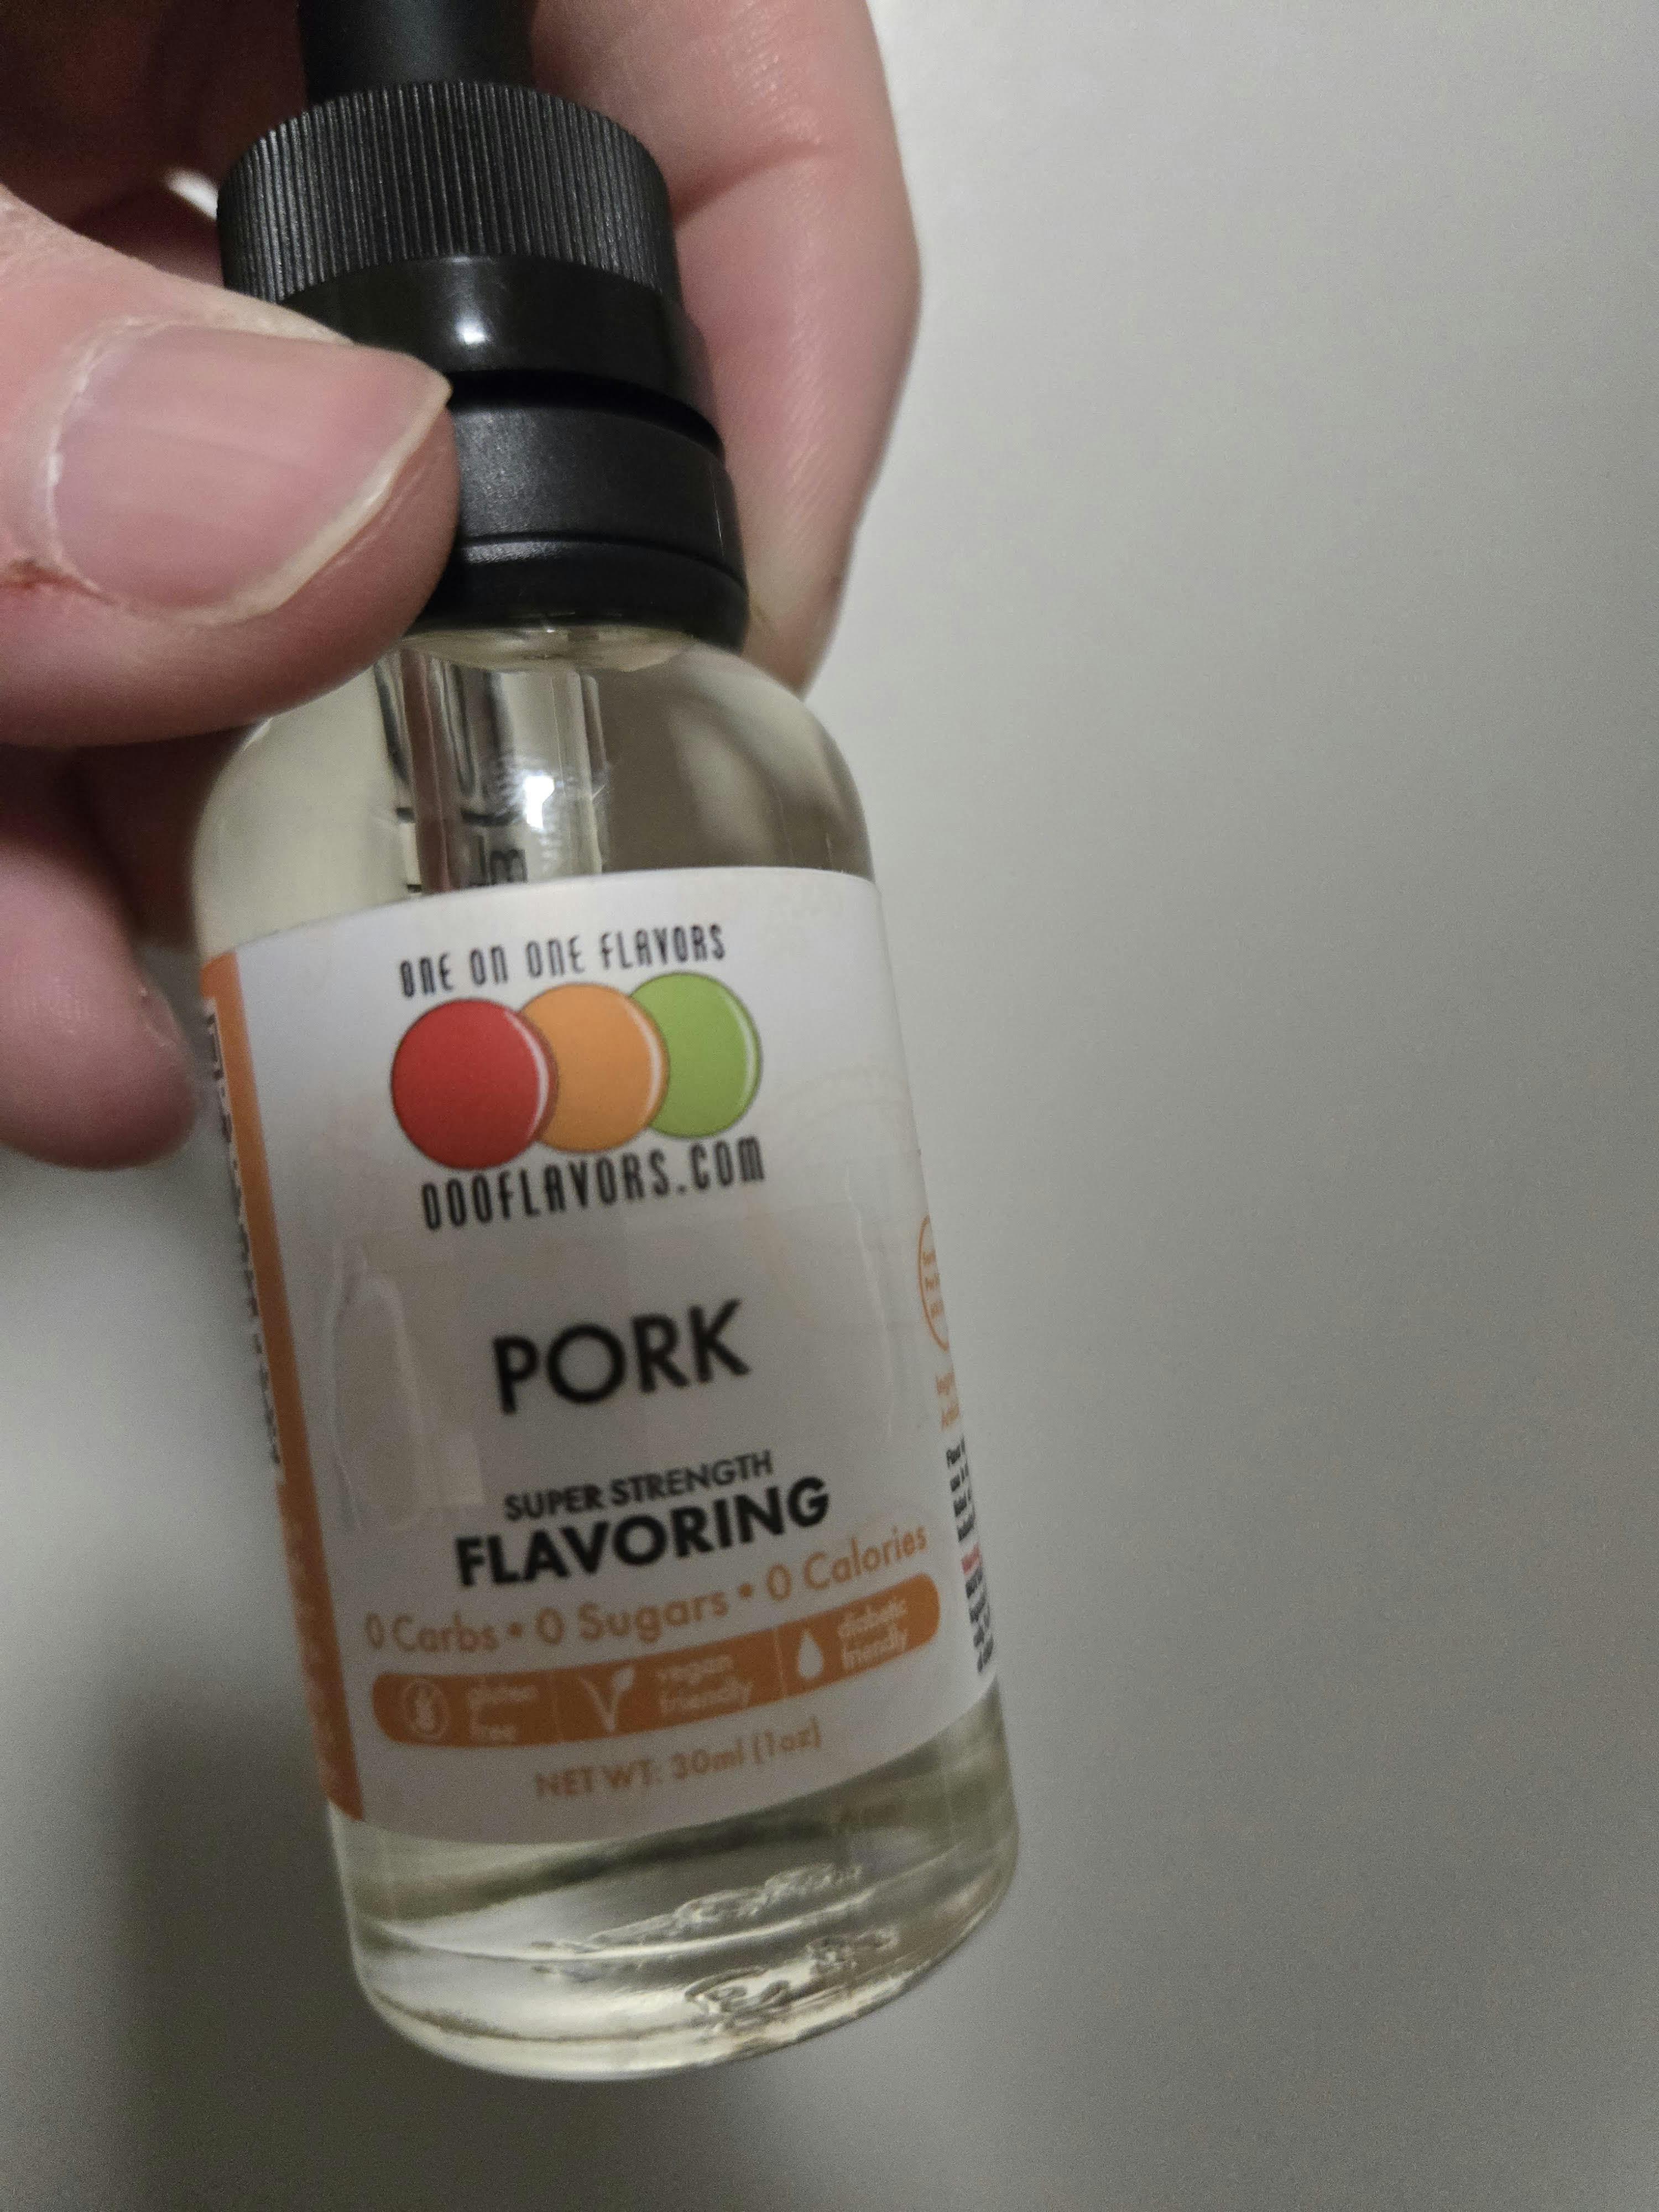 ONE ON ONE FLAVORS
OOOFLAVORS.COM
PORK
SUPER STRENGTH
FLAVORING
0 Carbs • 0 Sugars • 0 Calories
gluten
free
vegan
friendly
diabetic
friendly
NET WT: 30ml (1oz)